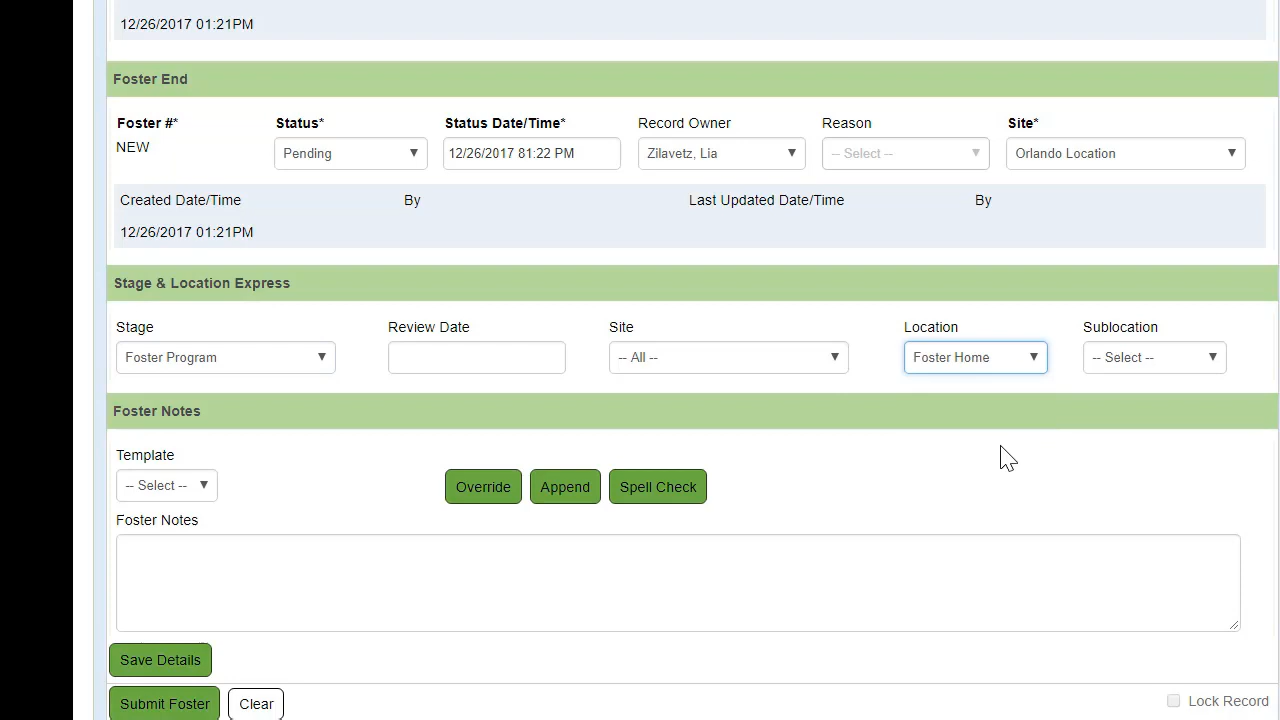 12/26/2017 01:21PM
Foster End
Foster #* Status* Status Date/Time* Record Owner Reason Site*
NEW Pending 12/26/2017 81:22 PM Zilavetz, Lia -- Select -- Orlando Location
Created Date/Time By Last Updated Date/Time By
12/26/2017 01:21PM
Stage & Location Express
Stage Review Date Site Location Sublocation
Foster Program -- All -- Foster Home -- Select --
Foster Notes
Template
-- Select -- Override Append Spell Check
Foster Notes
Save Details
Submit Foster Clear Lock Record